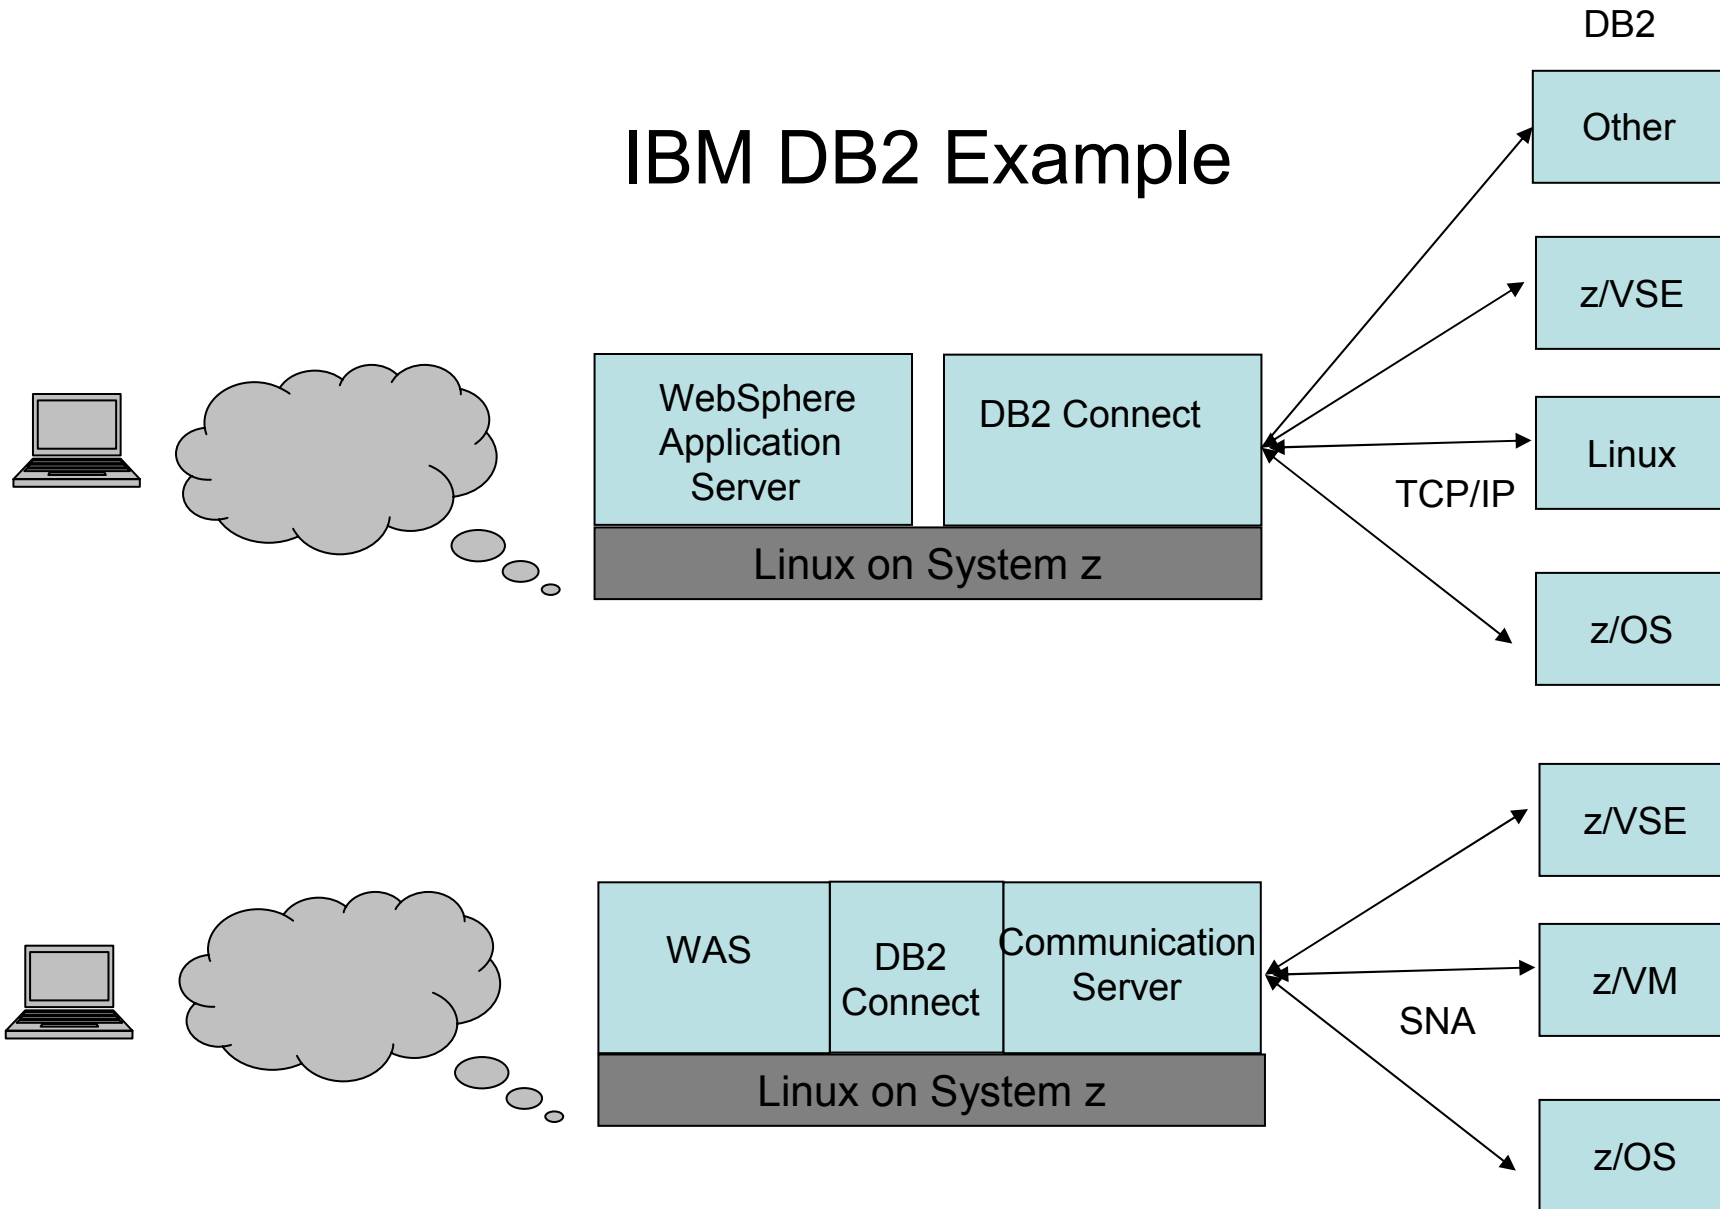 DB2
IBM DB2 Example
Other
z/VSE
WebSphere
Application
Server
DB2 Connect
Linux
TCP/IP
Linux on System z
z/OS
z/VSE
WAS
DB2
Connect
Communication
Server
z/VM
SNA
Linux on System z
z/OS